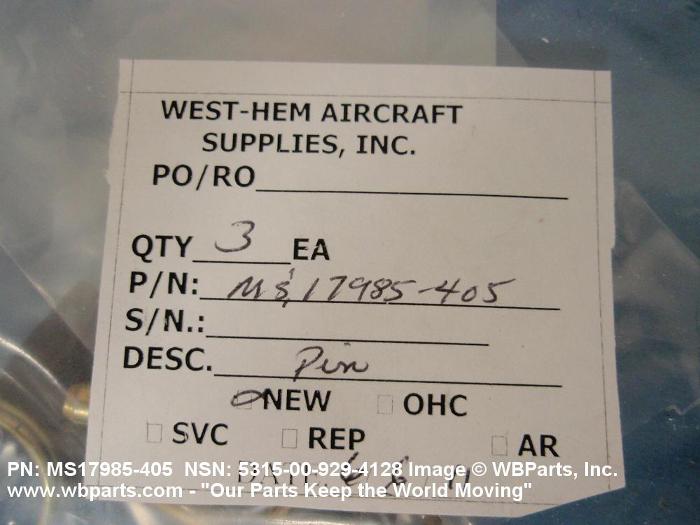 WEST-HEM AIRCRAFT
SUPPLIES, INC.
PO/RO
QTY 3 EA
P/N: MS17985-405
S/N.:
DESC. Pin
NEW OHC
SVC REP AR
PN: MS17985-405 NSN: 5315-00-929-4128 Image © WBParts, Inc.
www.wbparts.com - "Our Parts Keep the World Moving"